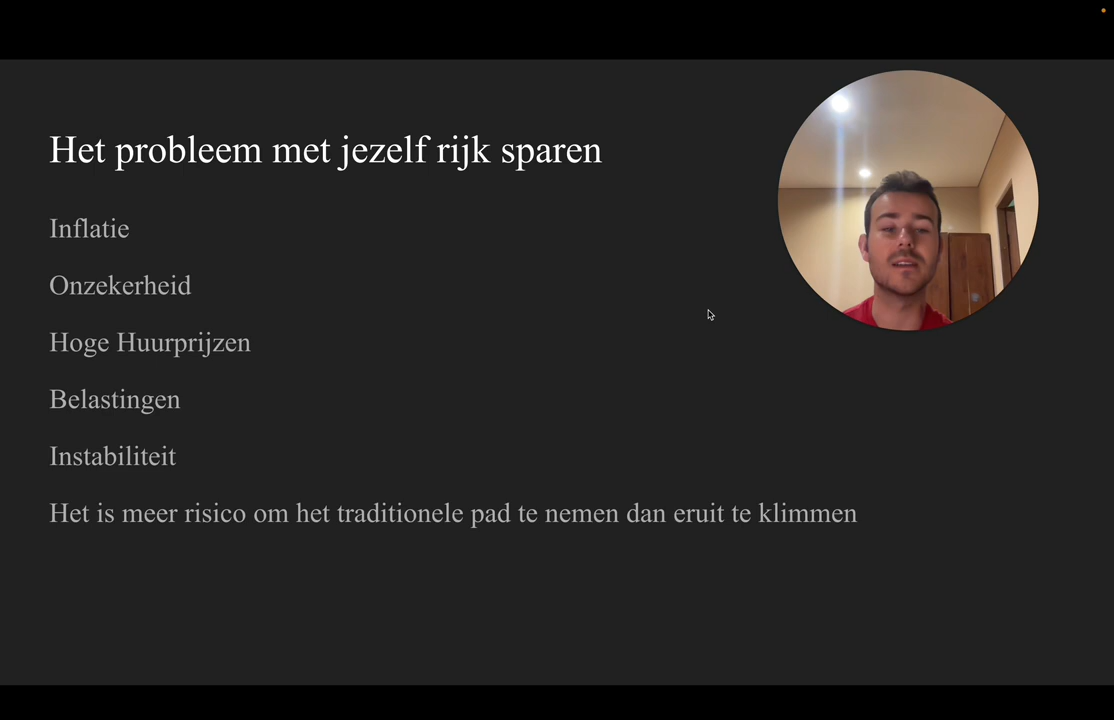 Het probleem met jezelf rijk sparen
Inflatie
Onzekerheid
Hoge Huurprijzen
Belastingen
Instabiliteit
Het is meer risico om het traditionele pad te nemen dan eruit te klimmen